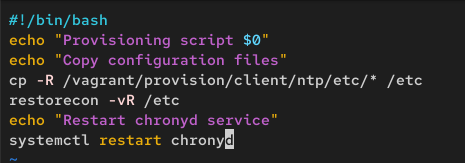 #!/bin/bash
echo "Provisioning script $0"
echo "Copy configuration files"
cp -R /vagrant/provision/client/ntp/etc/* /etc
restorecon -vR /etc
echo "Restart chronyd service"
systemctl restart chronyd
~